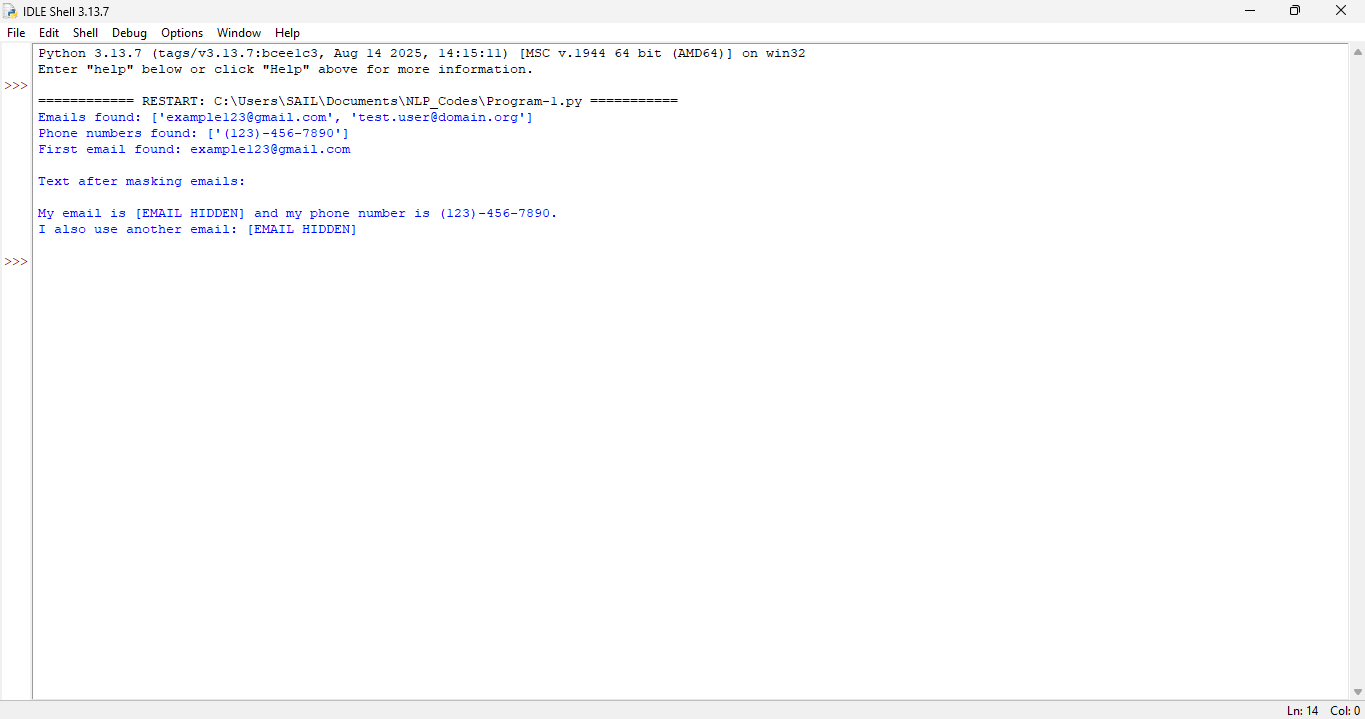 IDLE Shell 3.13.7
File Edit Shell Debug Options Window Help
Python 3.13.7 (tags/v3.13.7:bcee1c3, Aug 14 2025, 14:15:11) [MSC v.1944 64 bit (AMD64)] on win32
Enter "help" below or click "Help" above for more information.
>>>
============ RESTART: C:\Users\SAIL\Documents\NLP_Codes\Program-1.py ===========
Emails found: ['example123@gmail.com', 'test.user@domain.org']
Phone numbers found: ['(123)-456-7890']
First email found: example123@gmail.com
Text after masking emails:
My email is [EMAIL HIDDEN] and my phone number is (123)-456-7890.
I also use another email: [EMAIL HIDDEN]
>>>
Ln: 14 Col: 0